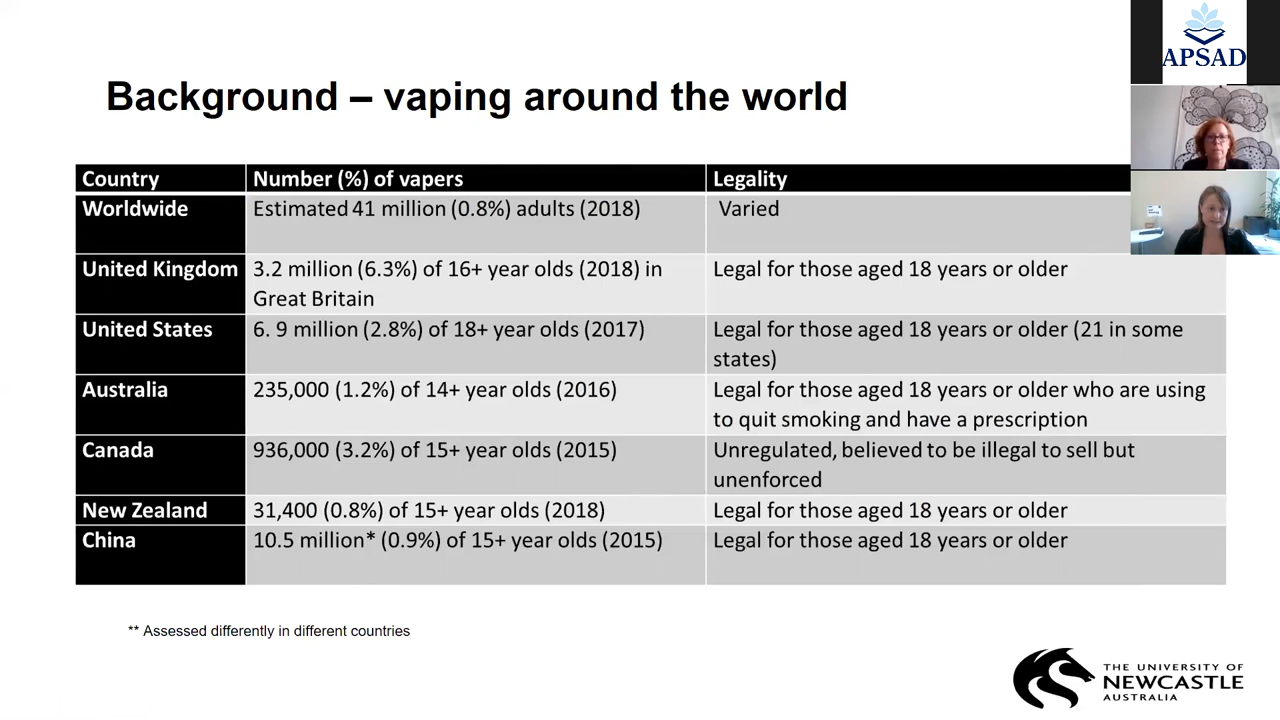 APSAD
Background – vaping around the world
Country Number (%) of vapers Legality
Worldwide Estimated 41 million (0.8%) adults (2018) Varied
United Kingdom 3.2 million (6.3%) of 16+ year olds (2018) in Legal for those aged 18 years or older
Great Britain
United States 6. 9 million (2.8%) of 18+ year olds (2017) Legal for those aged 18 years or older (21 in some
states)
Australia 235,000 (1.2%) of 14+ year olds (2016) Legal for those aged 18 years or older who are using
to quit smoking and have a prescription
Canada 936,000 (3.2%) of 15+ year olds (2015) Unregulated, believed to be illegal to sell but
unenforced
New Zealand 31,400 (0.8%) of 15+ year olds (2018) Legal for those aged 18 years or older
China 10.5 million* (0.9%) of 15+ year olds (2015) Legal for those aged 18 years or older
** Assessed differently in different countries
THE UNIVERSITY OF
NEWCASTLE
AUSTRALIA